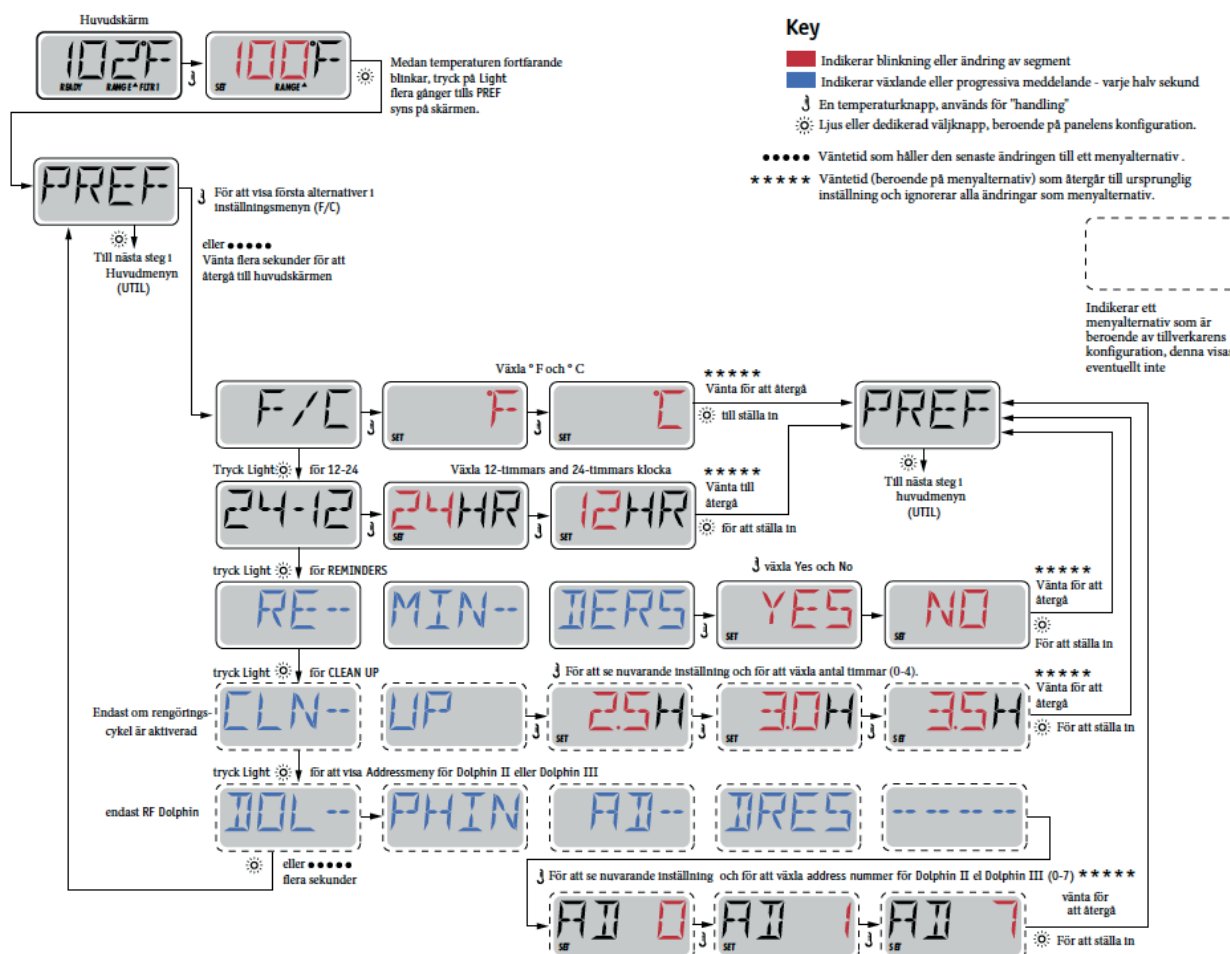 Huvudskärm
102°F
READY RANGE FLTR1
100°F
SET RANGE
Medan temperaturen fortfarande
blinkar, tryck på Light
flera gånger tills PREF
syns på skärmen.
Key
Indikerar blinkning eller ändring av segment
Indikerar växlande eller progressiva meddelande - varje halv sekund
En temperaturknapp, används för "handling"
Ljus eller dedikerad väljknapp, beroende på panelens konfiguration.
••••• Väntetid som håller den senaste ändringen till ett menyalternativ .
***** Väntetid (beroende på menyalternativ) som återgår till ursprunglig
inställning och ignorerar alla ändringar som menyalternativ.
Indikerar ett
menyalternativ som är
beroende av tillverkarens
konfiguration, denna visas
eventuellt inte
PREF
För att visa första alternativer i
inställningsmenyn (F/C)
eller •••••
Vänta flera sekunder för att
återgå till huvudskärmen
Till nästa steg i
Huvudmenyn
(UTIL)
Växla ° F och ° C
F/C
°F
SET
°C
SET
*****
Vänta för att återgå
till ställa in
PREF
Till nästa steg i
huvudmenyn
(UTIL)
Tryck Light för 12-24
Växla 12-timmars and 24-timmars klocka
24-12
24HR
SET
12HR
SET
*****
Vänta till
återgå
för att ställa in
tryck Light för REMINDERS
växla Yes och No
RE--
MIN--
DERS
YES
SET
NO
SET
*****
Vänta för att
återgå
För att ställa in
tryck Light för CLEAN UP
För att se nuvarande inställning och för att växla antal timmar (0-4).
Endast om rengörings-
cykel är aktiverad
CLN--
UP
2.5H
SET
3.0H
SET
3.5H
SET
*****
Vänta för att
återgå
För att ställa in
tryck Light för att visa Addressmeny för Dolphin II eller Dolphin III
endast RF Dolphin
DOL--
PHIN
AD--
DRES
-----
eller •••••
flera sekunder
För att se nuvarande inställning och för att växla address nummer för Dolphin II el Dolphin III (0-7) *****
AD 0
SET
AD 1
SET
AD 7
SET
vänta för
att återgå
För att ställa in